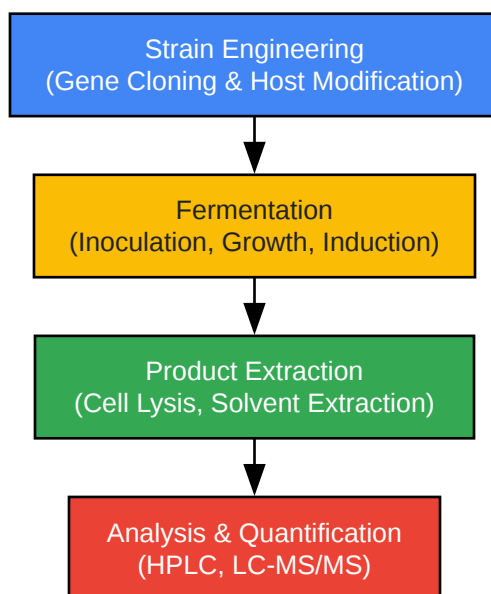 Strain Engineering
(Gene Cloning & Host Modification)
Fermentation
(Inoculation, Growth, Induction)
Product Extraction
(Cell Lysis, Solvent Extraction)
Analysis & Quantification
(HPLC, LC-MS/MS)